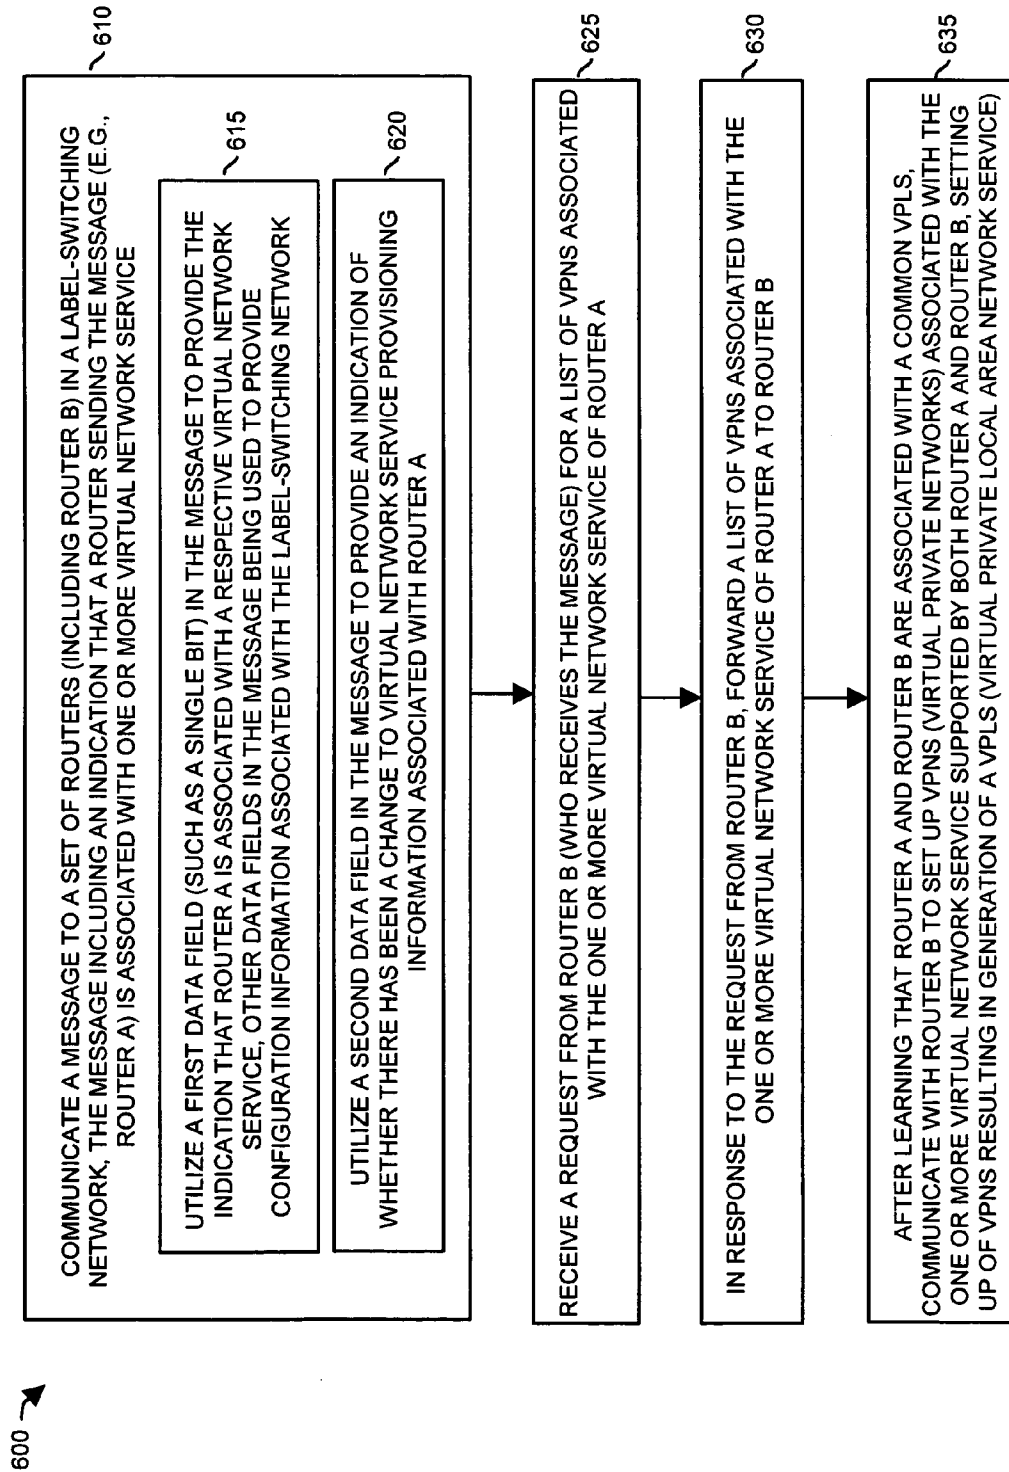 600
610
COMMUNICATE A MESSAGE TO A SET OF ROUTERS (INCLUDING ROUTER B) IN A LABEL-SWITCHING
NETWORK, THE MESSAGE INCLUDING AN INDICATION THAT A ROUTER SENDING THE MESSAGE (E.G.,
ROUTER A) IS ASSOCIATED WITH ONE OR MORE VIRTUAL NETWORK SERVICE
615
UTILIZE A FIRST DATA FIELD (SUCH AS A SINGLE BIT) IN THE MESSAGE TO PROVIDE THE
INDICATION THAT ROUTER A IS ASSOCIATED WITH A RESPECTIVE VIRTUAL NETWORK
SERVICE, OTHER DATA FIELDS IN THE MESSAGE BEING USED TO PROVIDE
CONFIGURATION INFORMATION ASSOCIATED WITH THE LABEL-SWITCHING NETWORK
620
UTILIZE A SECOND DATA FIELD IN THE MESSAGE TO PROVIDE AN INDICATION OF
WHETHER THERE HAS BEEN A CHANGE TO VIRTUAL NETWORK SERVICE PROVISIONING
INFORMATION ASSOCIATED WITH ROUTER A
625
RECEIVE A REQUEST FROM ROUTER B (WHO RECEIVES THE MESSAGE) FOR A LIST OF VPNS ASSOCIATED
WITH THE ONE OR MORE VIRTUAL NETWORK SERVICE OF ROUTER A
630
IN RESPONSE TO THE REQUEST FROM ROUTER B, FORWARD A LIST OF VPNS ASSOCIATED WITH THE
ONE OR MORE VIRTUAL NETWORK SERVICE OF ROUTER A TO ROUTER B
635
AFTER LEARNING THAT ROUTER A AND ROUTER B ARE ASSOCIATED WITH A COMMON VPLS,
COMMUNICATE WITH ROUTER B TO SET UP VPNS (VIRTUAL PRIVATE NETWORKS) ASSOCIATED WITH THE
ONE OR MORE VIRTUAL NETWORK SERVICE SUPPORTED BY BOTH ROUTER A AND ROUTER B, SETTING
UP OF VPNS RESULTING IN GENERATION OF A VPLS (VIRTUAL PRIVATE LOCAL AREA NETWORK SERVICE)